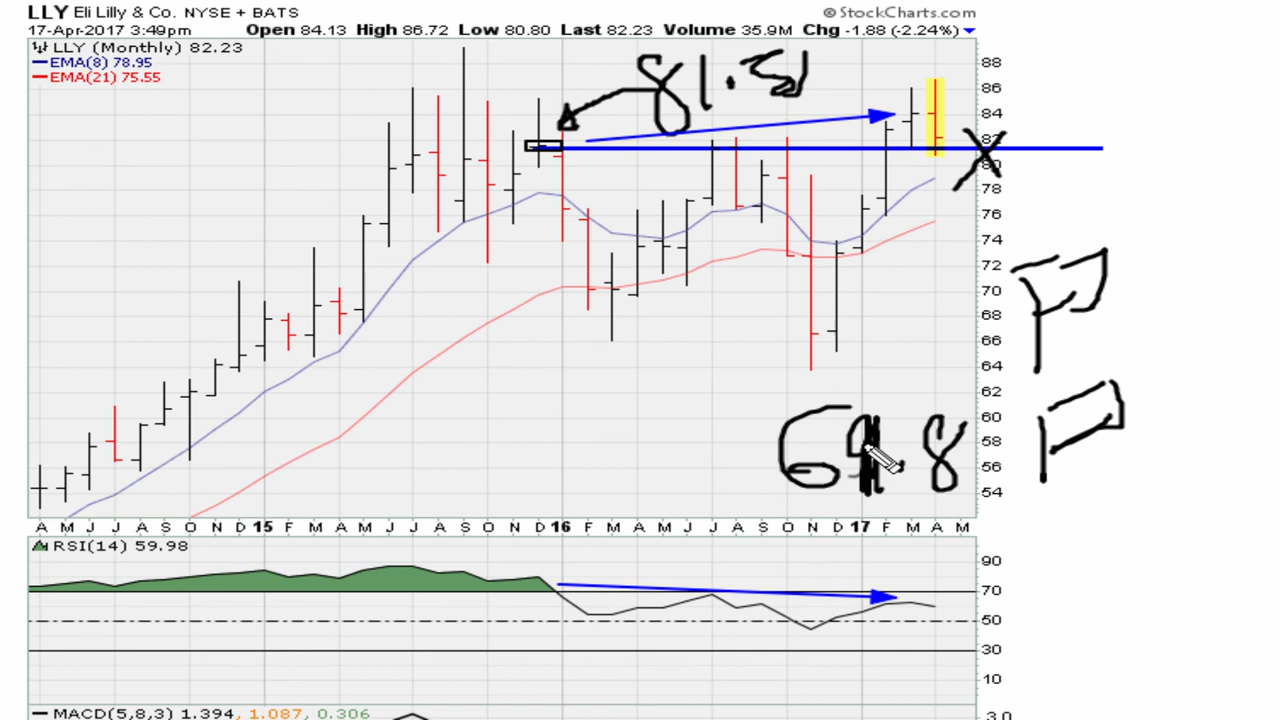 LLY Eli Lilly & Co. NYSE + BATS © StockCharts.com
17-Apr-2017 3:49pm Open 84.13 High 86.72 Low 80.80 Last 82.23 Volume 35.9M Chg -1.88 (-2.24%)
LLY (Monthly) 82.23
EMA(8) 78.95
EMA(21) 75.55
81.51
X
88
86
84
82
80
78
76
74
72
70
68
66
64
62
60
58
56
54
P
P
A M J J A S O N D 15 F M A M J J A S O N D 16 F M A M J J A S O N D 17 F M A M
RSI(14) 59.98
90
70
50
30
10
MACD(5,8,3) 1.394, 1.087, 0.306
3.0